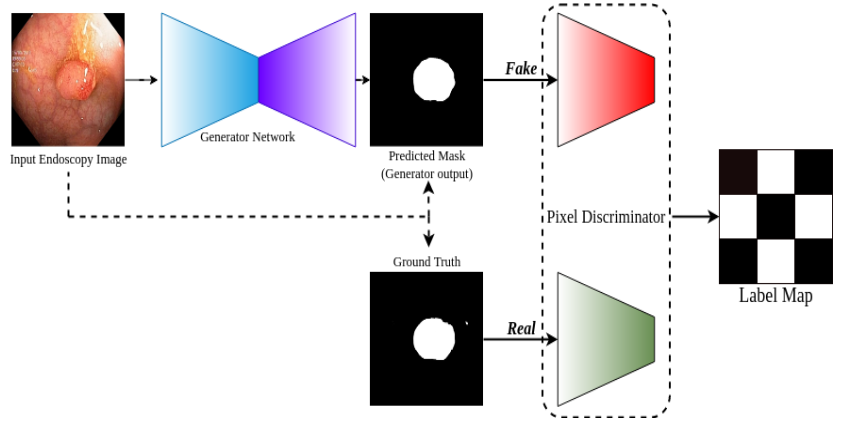 Input Endoscopy Image
Generator Network
Predicted Mask
(Generator output)
Fake
Ground Truth
Real
Pixel Discriminator
Label Map